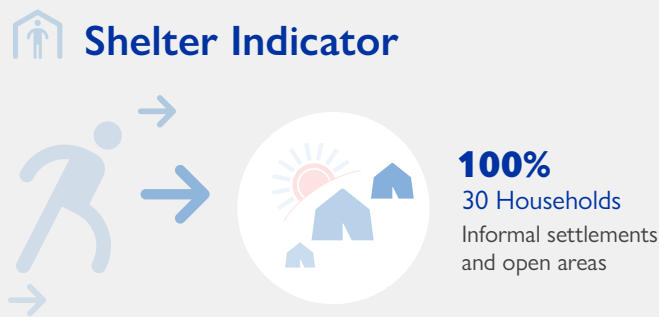 Shelter Indicator
100%
30 Households
Informal settlements
and open areas